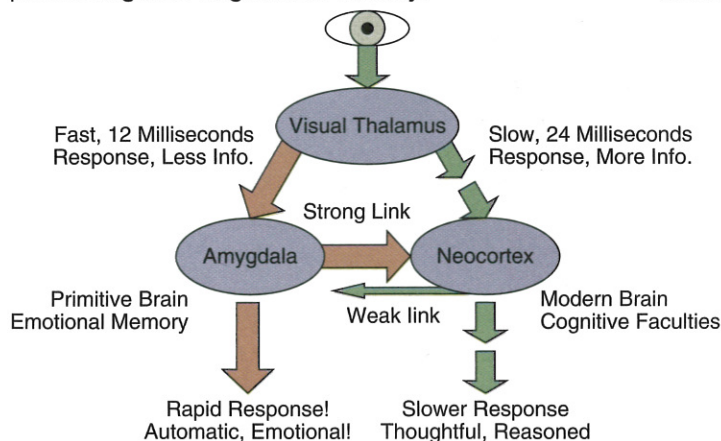 Visual Thalamus
Fast, 12 Milliseconds
Response, Less Info.
Slow, 24 Milliseconds
Response, More Info.
Strong Link
Amygdala
Neocortex
Weak link
Primitive Brain
Emotional Memory
Modern Brain
Cognitive Faculties
Rapid Response!
Automatic, Emotional!
Slower Response
Thoughtful, Reasoned